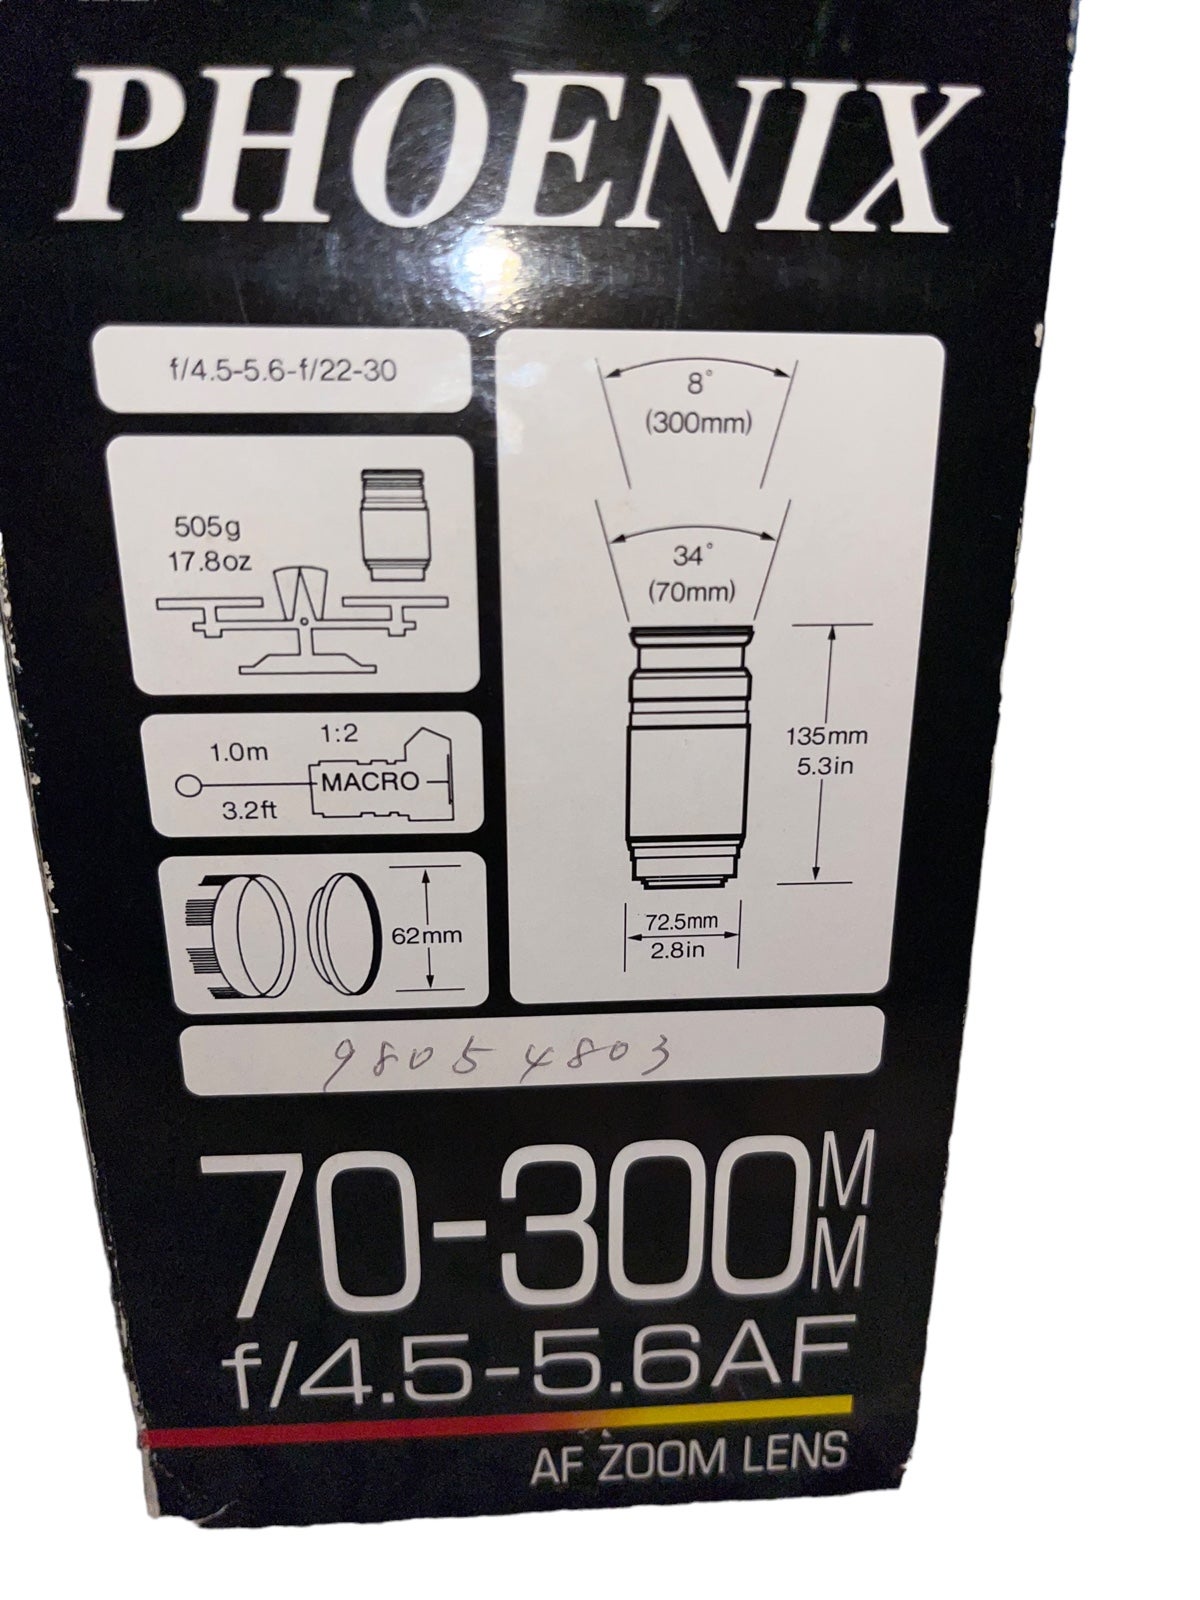 PHOENIX
f/4.5-5.6-f/22-30
505g
17.8oz
1.0m
1:2
MACRO
3.2ft
62mm
8°
(300mm)
34°
(70mm)
135mm
5.3in
72.5mm
2.8in
98054803
70-300MM
f/4.5-5.6AF
AF ZOOM LENS